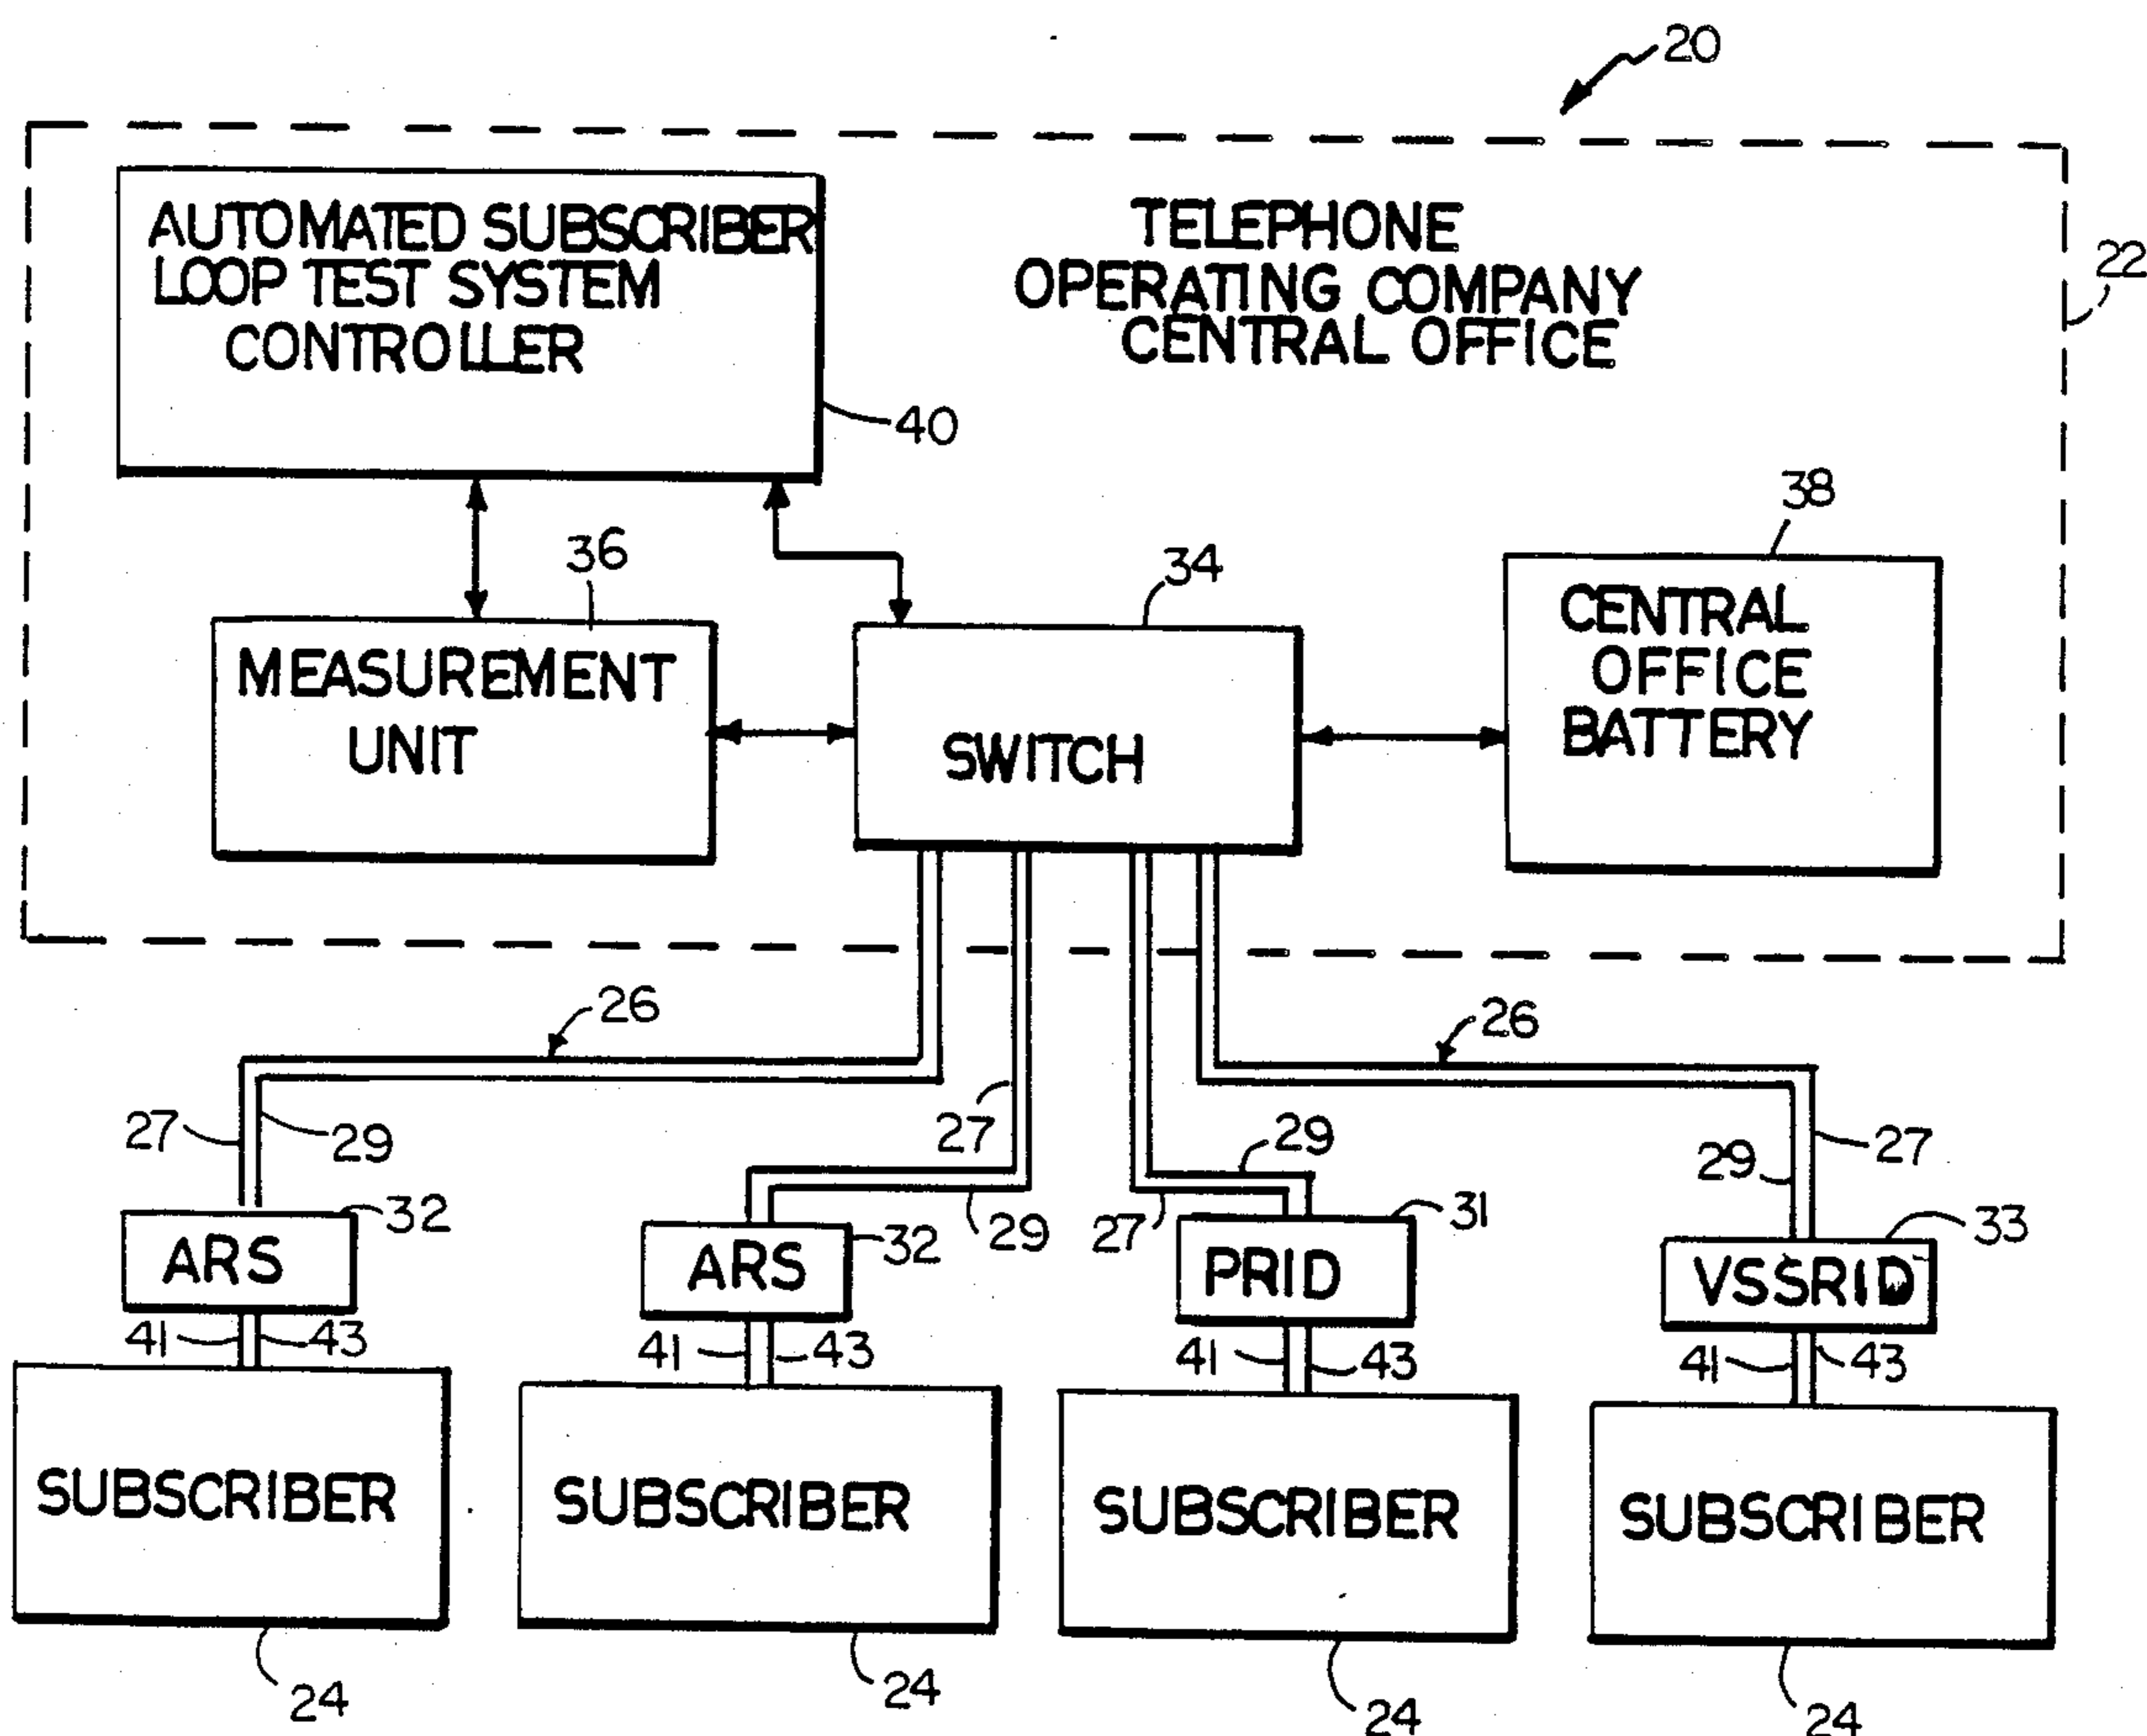 20
AUTOMATED SUBSCRIBER
LOOP TEST SYSTEM
CONTROLLER
TELEPHONE
OPERATING COMPANY
CENTRAL OFFICE
22
40
38
36
34
MEASUREMENT
UNIT
SWITCH
CENTRAL
OFFICE
BATTERY
26
26
27
29
27
29
29
27
32
32
29
27
31
33
ARS
ARS
PRID
VSSRID
41
43
41
43
41
43
41
43
SUBSCRIBER
SUBSCRIBER
SUBSCRIBER
SUBSCRIBER
24
24
24
24